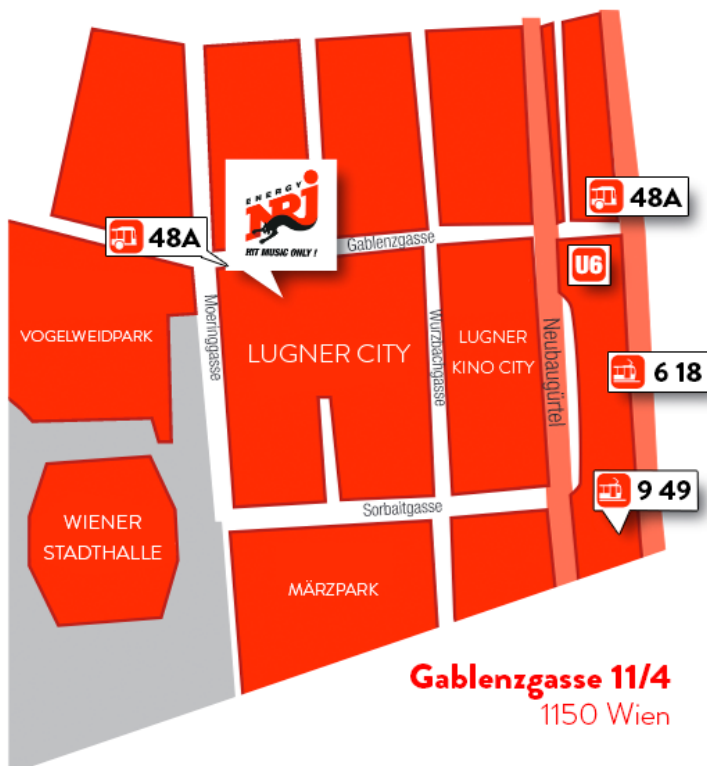 48A
ENERGY
NRJ
HIT MUSIC ONLY !
48A
Gablenzgasse
U6
VOGELWEIDPARK
Moeringgasse
LUGNER CITY
Wurzbachgasse
LUGNER
KINO CITY
Neubaugürtel
6 18
9 49
Sorbaitgasse
WIENER
STADTHALLE
MÄRZPARK
Gablenzgasse 11/4
1150 Wien